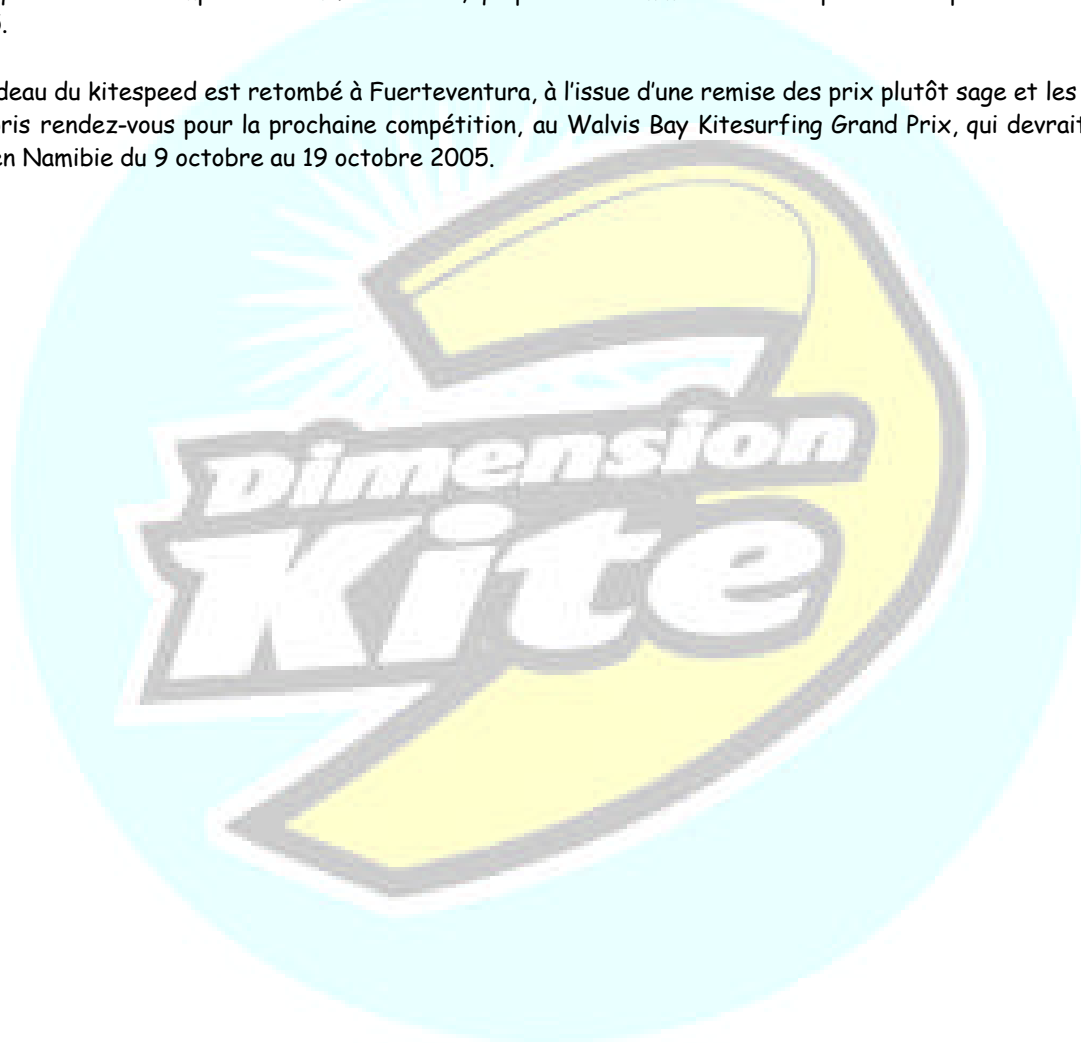 deau du kitespeed est retombé à Fuerteventura, à l'issue d'une remise des prix plutôt sage et les
ris rendez-vous pour la prochaine compétition, au Walvis Bay Kitesurfing Grand Prix, qui devrait
en Namibie du 9 octobre au 19 octobre 2005.
Dimension
Kite